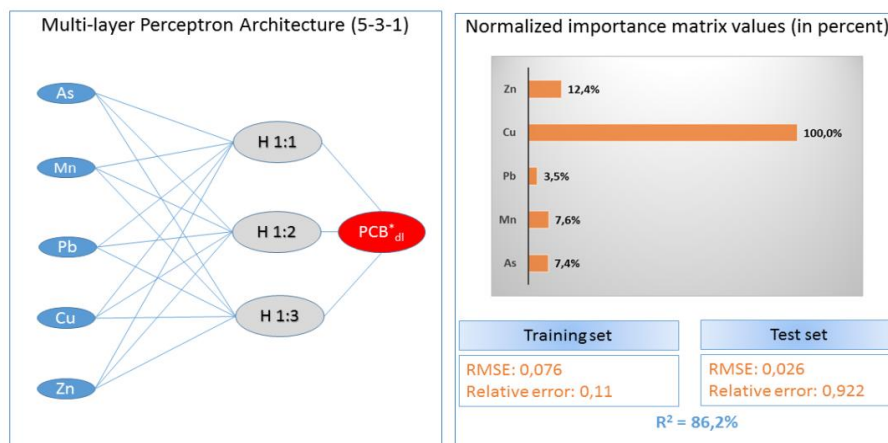 Multi-layer Perceptron Architecture (5-3-1)
As
Mn
Pb
Cu
Zn
H 1:1
H 1:2
H 1:3
PCB*dl
Normalized importance matrix values (in percent)
Zn 12,4%
Cu 100,0%
Pb 3,5%
Mn 7,6%
As 7,4%
Training set
RMSE: 0,076
Relative error: 0,11
Test set
RMSE: 0,026
Relative error: 0,922
R² = 86,2%